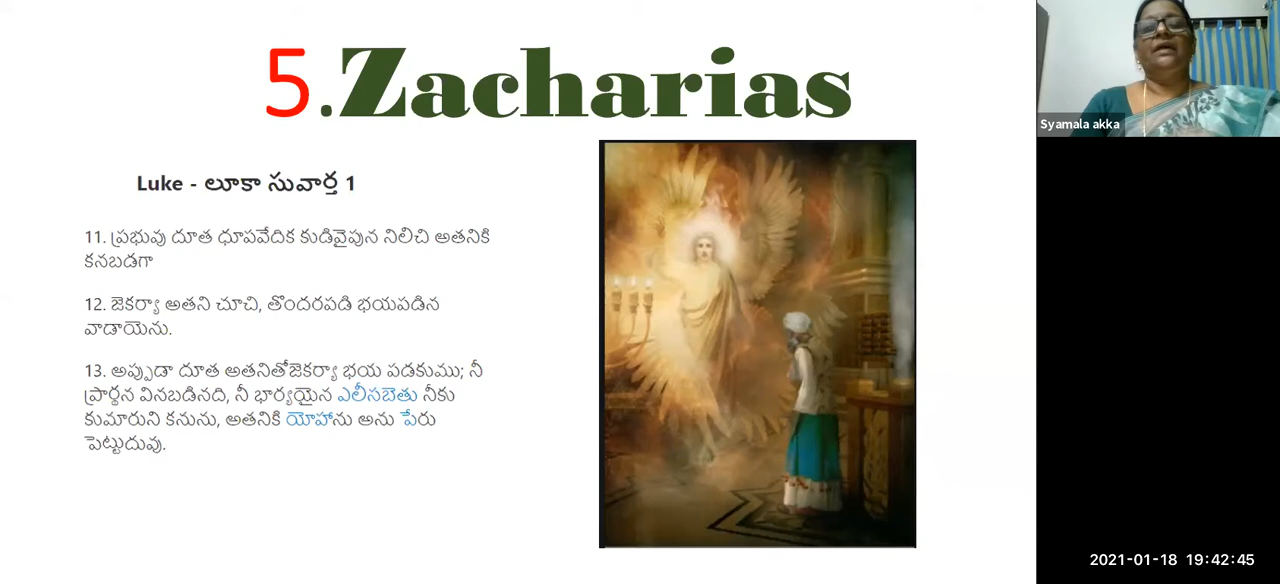 5.Zacharias
Luke - లూకా సువార్త 1
11. ప్రభువు దూత ధూపవేదిక కుడివైపున నిలిచి అతనికి
కనబడగా
12. జెకర్యా అతని చూచి, తొందరపడి భయపడిన
వాడాయెను.
13. అప్పుడా దూత అతనితోజెకర్యా భయ పడకుము; నీ
ప్రార్థన వినబడినది, నీ భార్యయైన ఎలీసబెతు నీకు
కుమారుని కనును, అతనికి యోహాను అను పేరు
పెట్టుదువు.
Syamala akka
2021-01-18 19:42:45